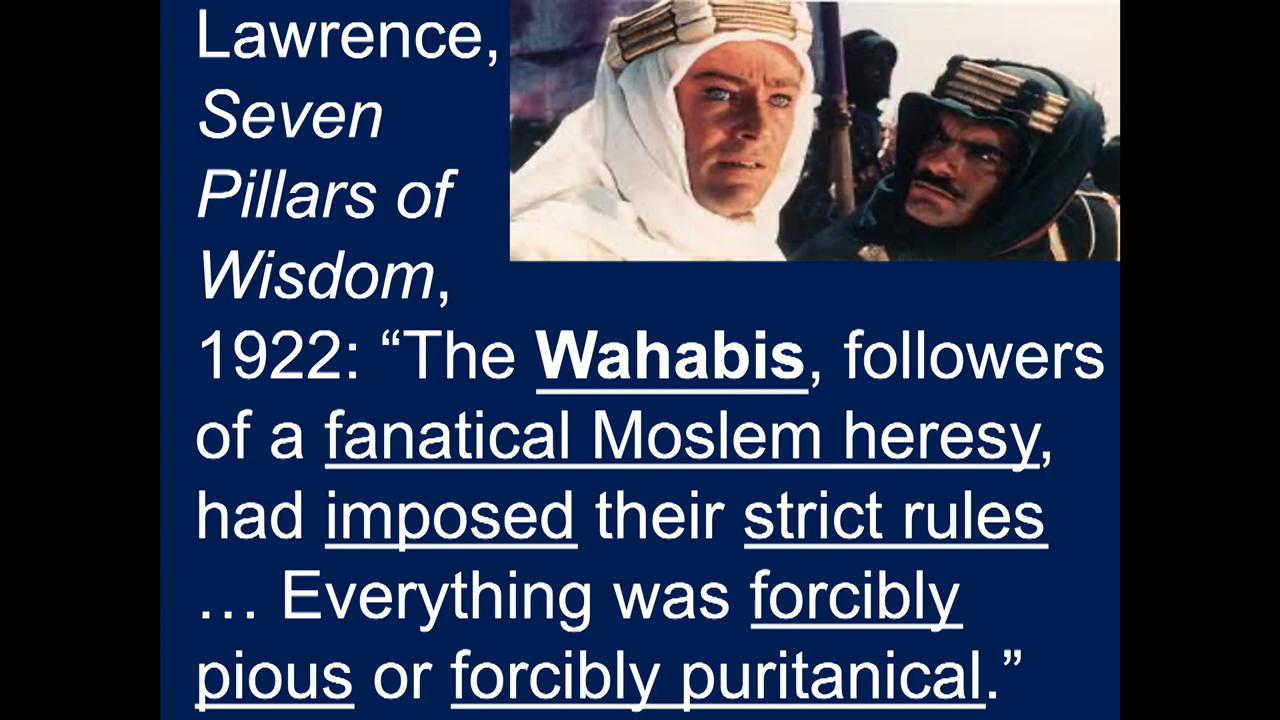 Lawrence,
Seven
Pillars of
Wisdom,
1922: “The Wahabis, followers
of a fanatical Moslem heresy,
had imposed their strict rules
… Everything was forcibly
pious or forcibly puritanical.”